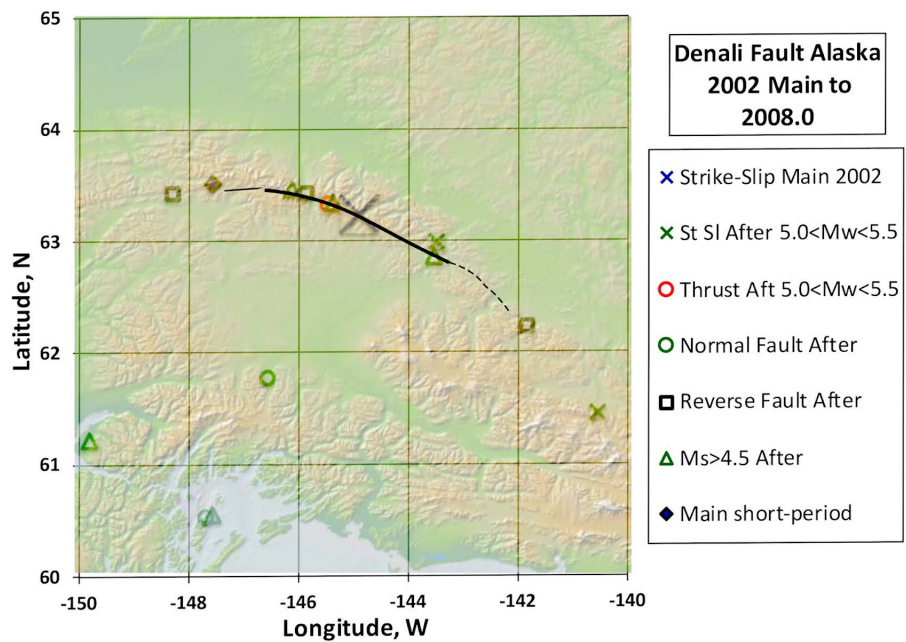 Denali Fault Alaska
2002 Main to
2008.0
65
64
63
62
61
60
Latitude, N
-150
-148
-146
-144
-142
-140
Longitude, W
Strike-Slip Main 2002
St Sl After 5.0<Mw<5.5
Thrust Aft 5.0<Mw<5.5
Normal Fault After
Reverse Fault After
Ms>4.5 After
Main short-period